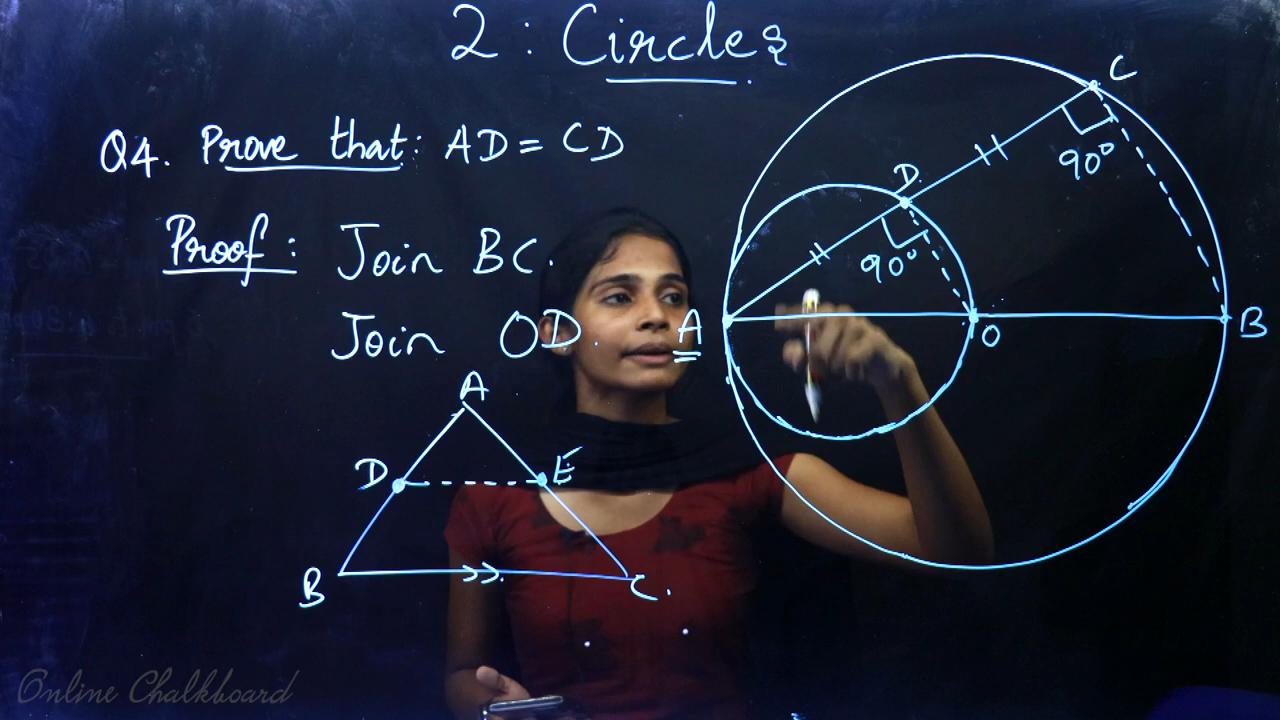 2 : Circles
Q4. Prove that: AD = CD
Proof: Join BC.
Join OD.
A
D
E
B
C.
C
90°
D.
90°
A
O
B
Online Chalkboard